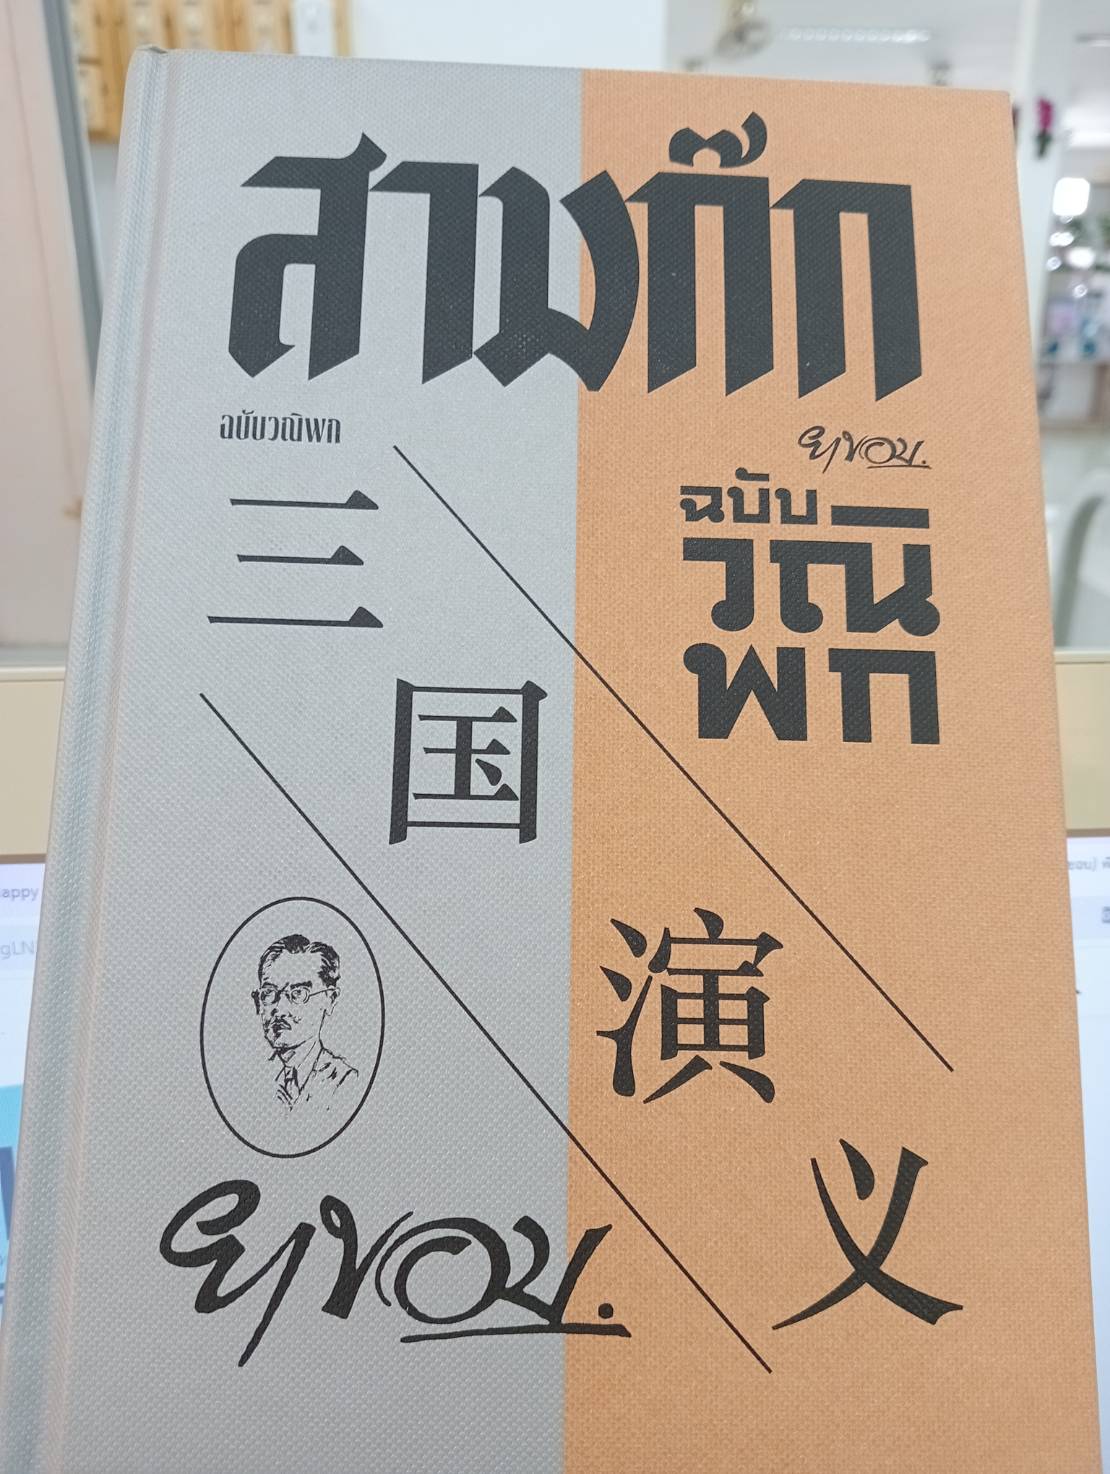 สามก๊ก
ฉบับวณิพก
ยาขอบ.
ฉบับ
วณิ
พก
三
国
演
义
ยาขอบ.